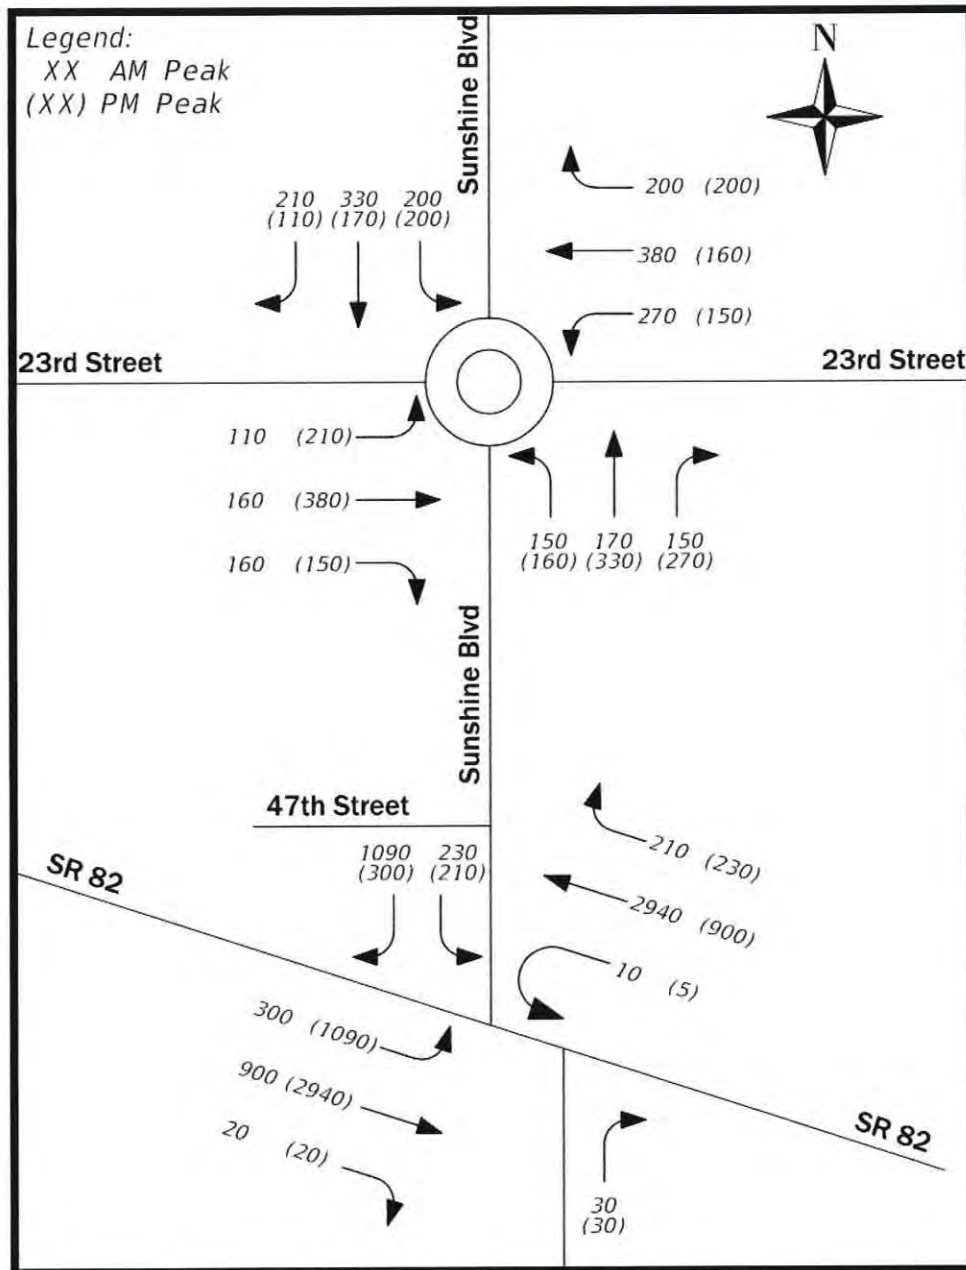 Legend:
XX AM Peak
(XX) PM Peak
Sunshine Blvd
N
210 330 200
(110) (170) (200)
200 (200)
380 (160)
270 (150)
23rd Street
23rd Street
110 (210)
160 (380)
160 (150)
150 170 150
(160) (330) (270)
Sunshine Blvd
47th Street
1090 230
(300) (210)
210 (230)
2940 (900)
10 (5)
SR 82
300 (1090)
900 (2940)
20 (20)
SR 82
30
(30)